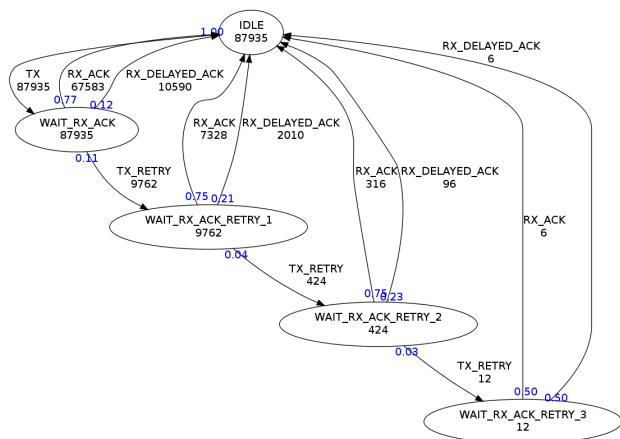 IDLE
87935
1.00
TX
87935
RX_ACK
67583
RX_DELAYED_ACK
10590
RX_DELAYED_ACK
6
0.77
0.12
WAIT_RX_ACK
87935
0.11
RX_ACK
7328
RX_DELAYED_ACK
2010
TX_RETRY
9762
RX_ACK
316
RX_DELAYED_ACK
96
0.75
0.21
WAIT_RX_ACK_RETRY_1
9762
0.04
RX_ACK
6
TX_RETRY
424
0.75
0.23
WAIT_RX_ACK_RETRY_2
424
0.03
TX_RETRY
12
0.50
0.50
WAIT_RX_ACK_RETRY_3
12